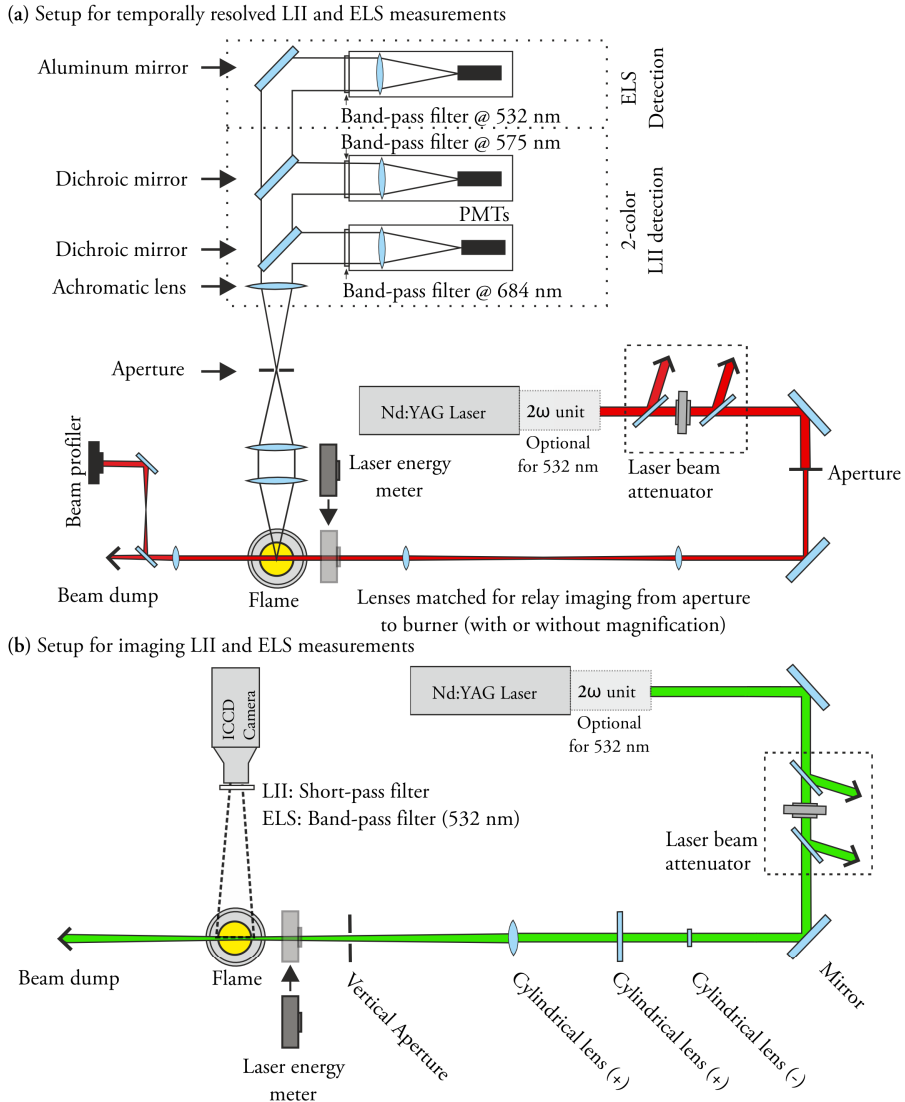 (a) Setup for temporally resolved LII and ELS measurements
Aluminum mirror
ELS
Detection
Band-pass filter @ 532 nm
Band-pass filter @ 575 nm
Dichroic mirror
2-color
LII detection
PMTs
Dichroic mirror
Achromatic lens
Band-pass filter @ 684 nm
Aperture
Nd:YAG Laser
2ω unit
Optional
for 532 nm
Laser beam
attenuator
Aperture
Beam profiler
Laser energy
meter
Beam dump
Flame
Lenses matched for relay imaging from aperture
to burner (with or without magnification)
(b) Setup for imaging LII and ELS measurements
ICCD
Camera
Nd:YAG Laser
2ω unit
Optional
for 532 nm
LII: Short-pass filter
ELS: Band-pass filter (532 nm)
Laser beam
attenuator
Beam dump
Flame
Vertical Aperture
Cylindrical lens (+)
Cylindrical lens (+)
Cylindrical lens (-)
Mirror
Laser energy
meter